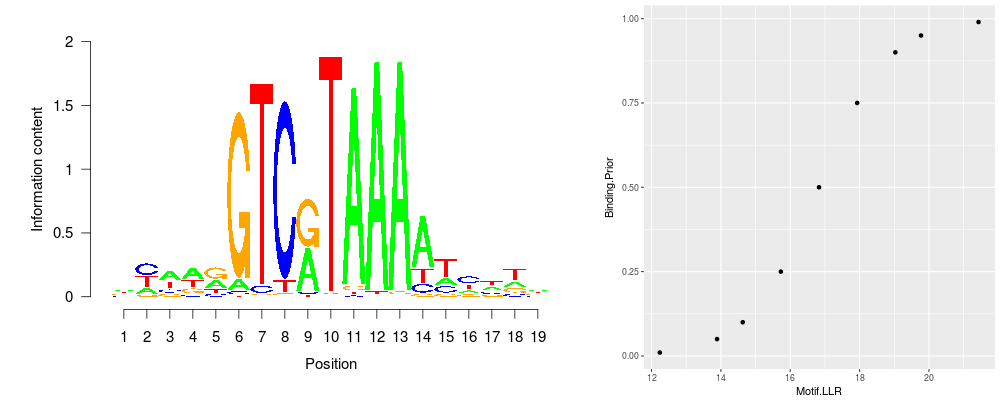 2
1.5
1
0.5
0
Information content
G T C G A T A A A A
1 2 3 4 5 6 7 8 9 10 11 12 13 14 15 16 17 18 19
Position
1.00
0.75
0.50
0.25
0.00
Binding.Prior
12 14 16 18 20
Motif.LLR